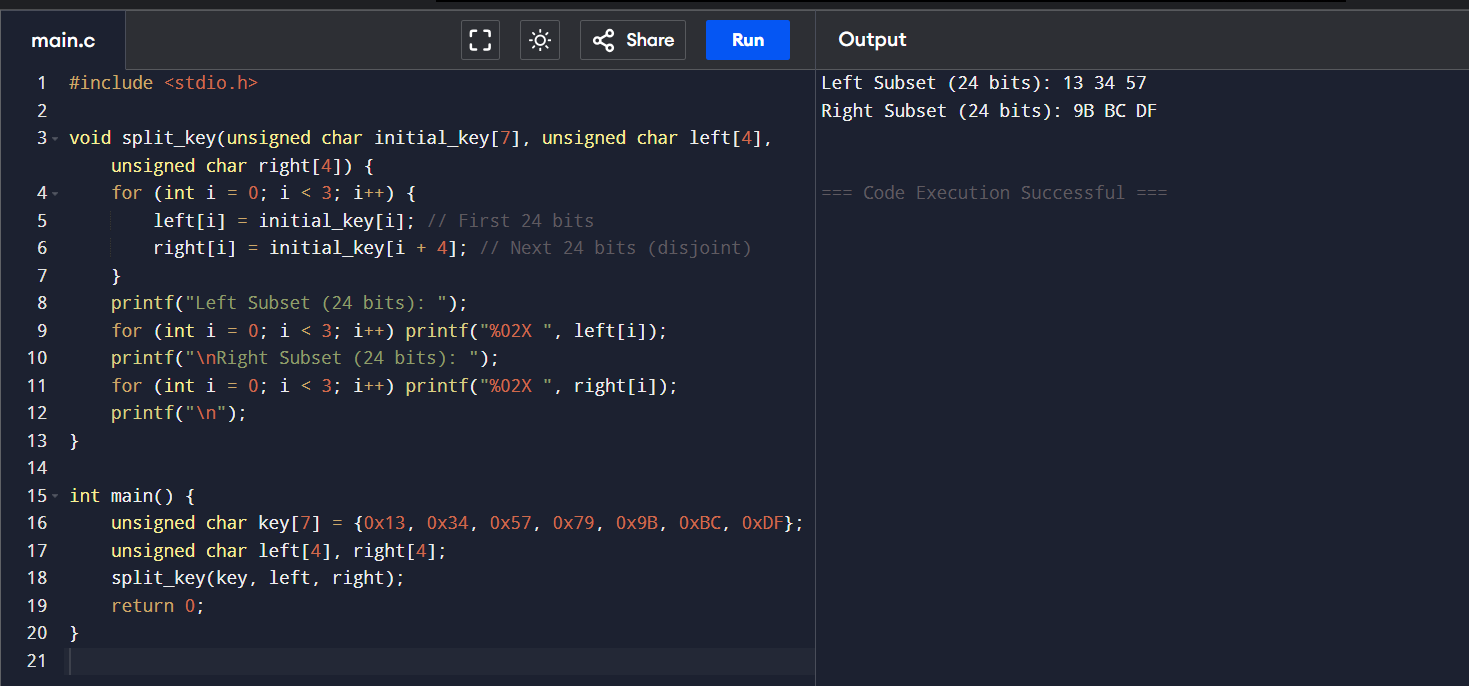 main.c
Share
Run
Output
1 #include <stdio.h>
2
3 void split_key(unsigned char initial_key[7], unsigned char left[4],
unsigned char right[4]) {
4 for (int i = 0; i < 3; i++) {
5 left[i] = initial_key[i]; // First 24 bits
6 right[i] = initial_key[i + 4]; // Next 24 bits (disjoint)
7 }
8 printf("Left Subset (24 bits): ");
9 for (int i = 0; i < 3; i++) printf("%02X ", left[i]);
10 printf("\nRight Subset (24 bits): ");
11 for (int i = 0; i < 3; i++) printf("%02X ", right[i]);
12 printf("\n");
13 }
14
15 int main() {
16 unsigned char key[7] = {0x13, 0x34, 0x57, 0x79, 0x9B, 0xBC, 0xDF};
17 unsigned char left[4], right[4];
18 split_key(key, left, right);
19 return 0;
20 }
21
Left Subset (24 bits): 13 34 57
Right Subset (24 bits): 9B BC DF
=== Code Execution Successful ===